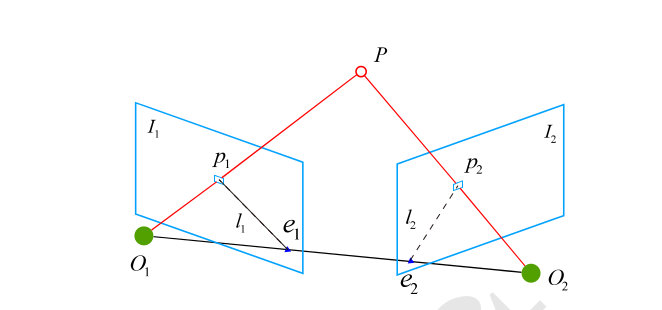 P
I₁
I₂
p₁
p₂
l₁
e₁
l₂
e₂
O₁
O₂